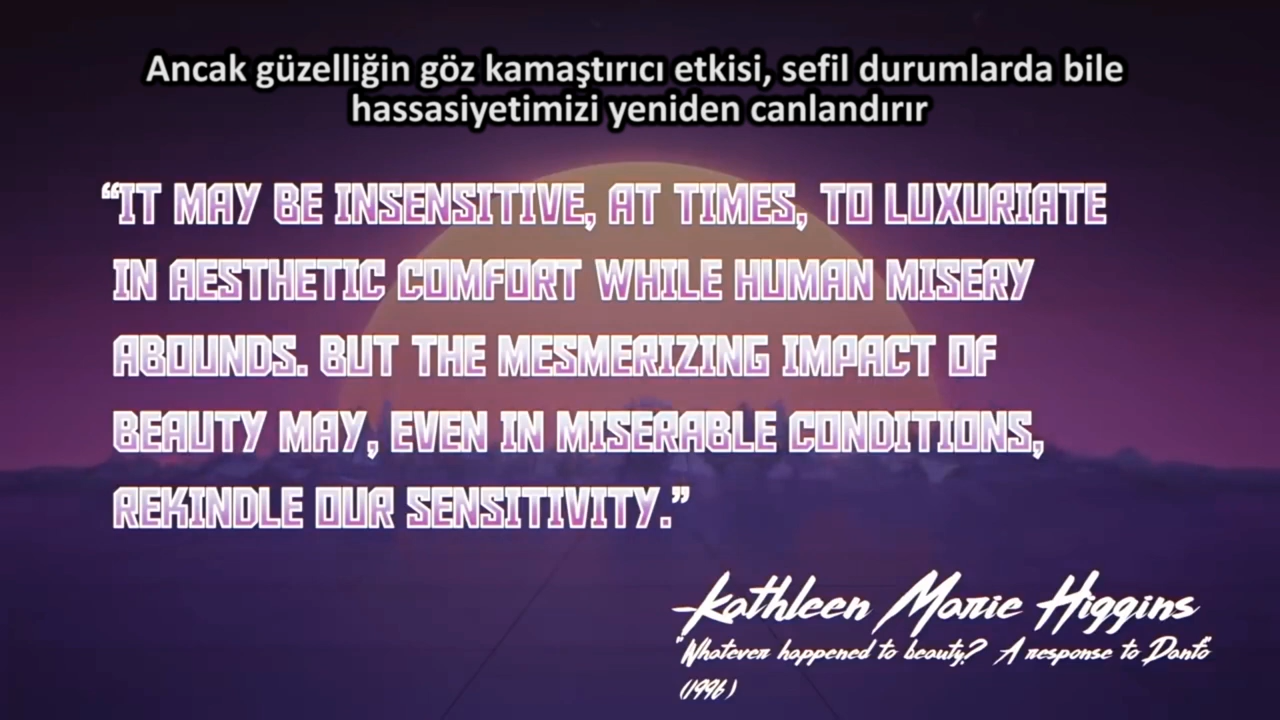 Ancak güzelliğin göz kamaştırıcı etkisi, sefil durumlarda bile
hassasiyetimizi yeniden canlandırır
“IT MAY BE INSENSITIVE, AT TIMES, TO LUXURIATE
IN AESTHETIC COMFORT WHILE HUMAN MISERY
ABOUNDS. BUT THE MESMERIZING IMPACT OF
BEAUTY MAY, EVEN IN MISERABLE CONDITIONS,
REKINDLE OUR SENSITIVITY.”
-Kathleen Marie Higgins
"Whatever happened to beauty? A response to Danto"
(1996)